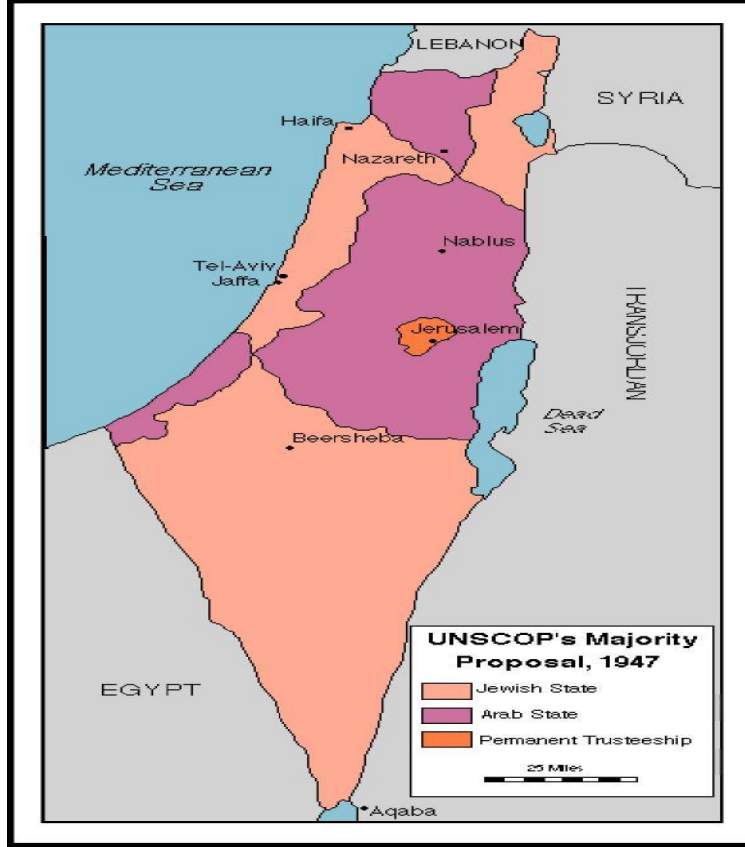 LEBANON
SYRIA
Haifa
Nazareth
Mediterranean
Sea
Nablus
Tel-Aviv
Jaffa
Jerusalem
TRANSJORDAN
Dead
Sea
Beersheba
EGYPT
UNSCOP's Majority
Proposal, 1947
Jewish State
Arab State
Permanent Trusteeship
25 Miles
Aqaba